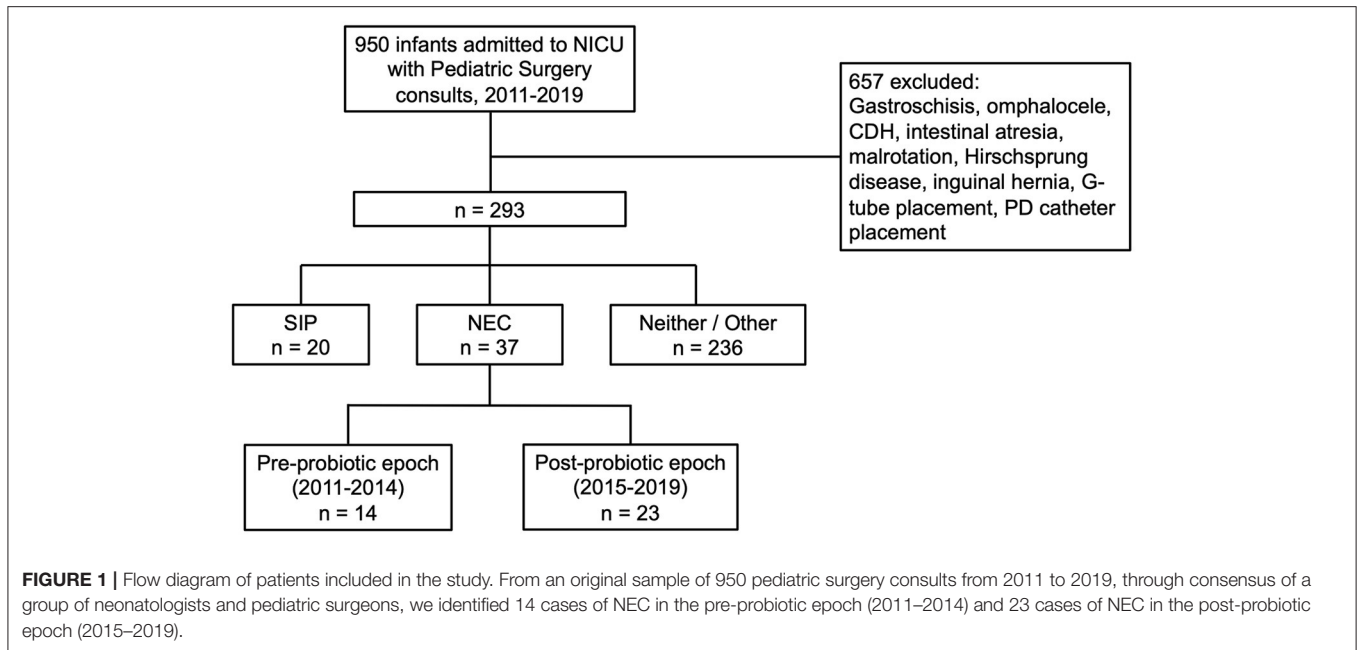 950 infants admitted to NICU
with Pediatric Surgery
consults, 2011-2019
657 excluded:
Gastroschisis, omphalocele,
CDH, intestinal atresia,
malrotation, Hirschsprung
disease, inguinal hernia, G-
tube placement, PD catheter
placement
n = 293
SIP
n = 20
NEC
n = 37
Neither / Other
n = 236
Pre-probiotic epoch
(2011-2014)
n = 14
Post-probiotic epoch
(2015-2019)
n = 23
FIGURE 1 | Flow diagram of patients included in the study. From an original sample of 950 pediatric surgery consults from 2011 to 2019, through consensus of a
group of neonatologists and pediatric surgeons, we identified 14 cases of NEC in the pre-probiotic epoch (2011–2014) and 23 cases of NEC in the post-probiotic
epoch (2015–2019).